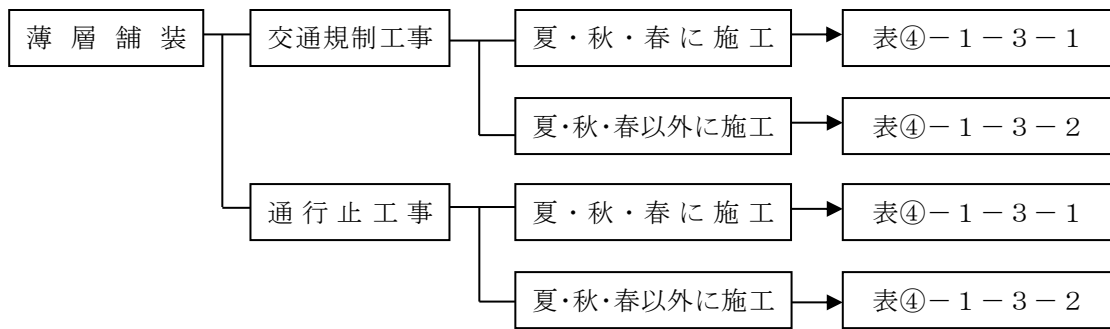 薄層舗装
交通規制工事
夏・秋・春に施工
表④－１－３－１
夏・秋・春以外に施工
表④－１－３－２
通行止工事
夏・秋・春に施工
表④－１－３－１
夏・秋・春以外に施工
表④－１－３－２